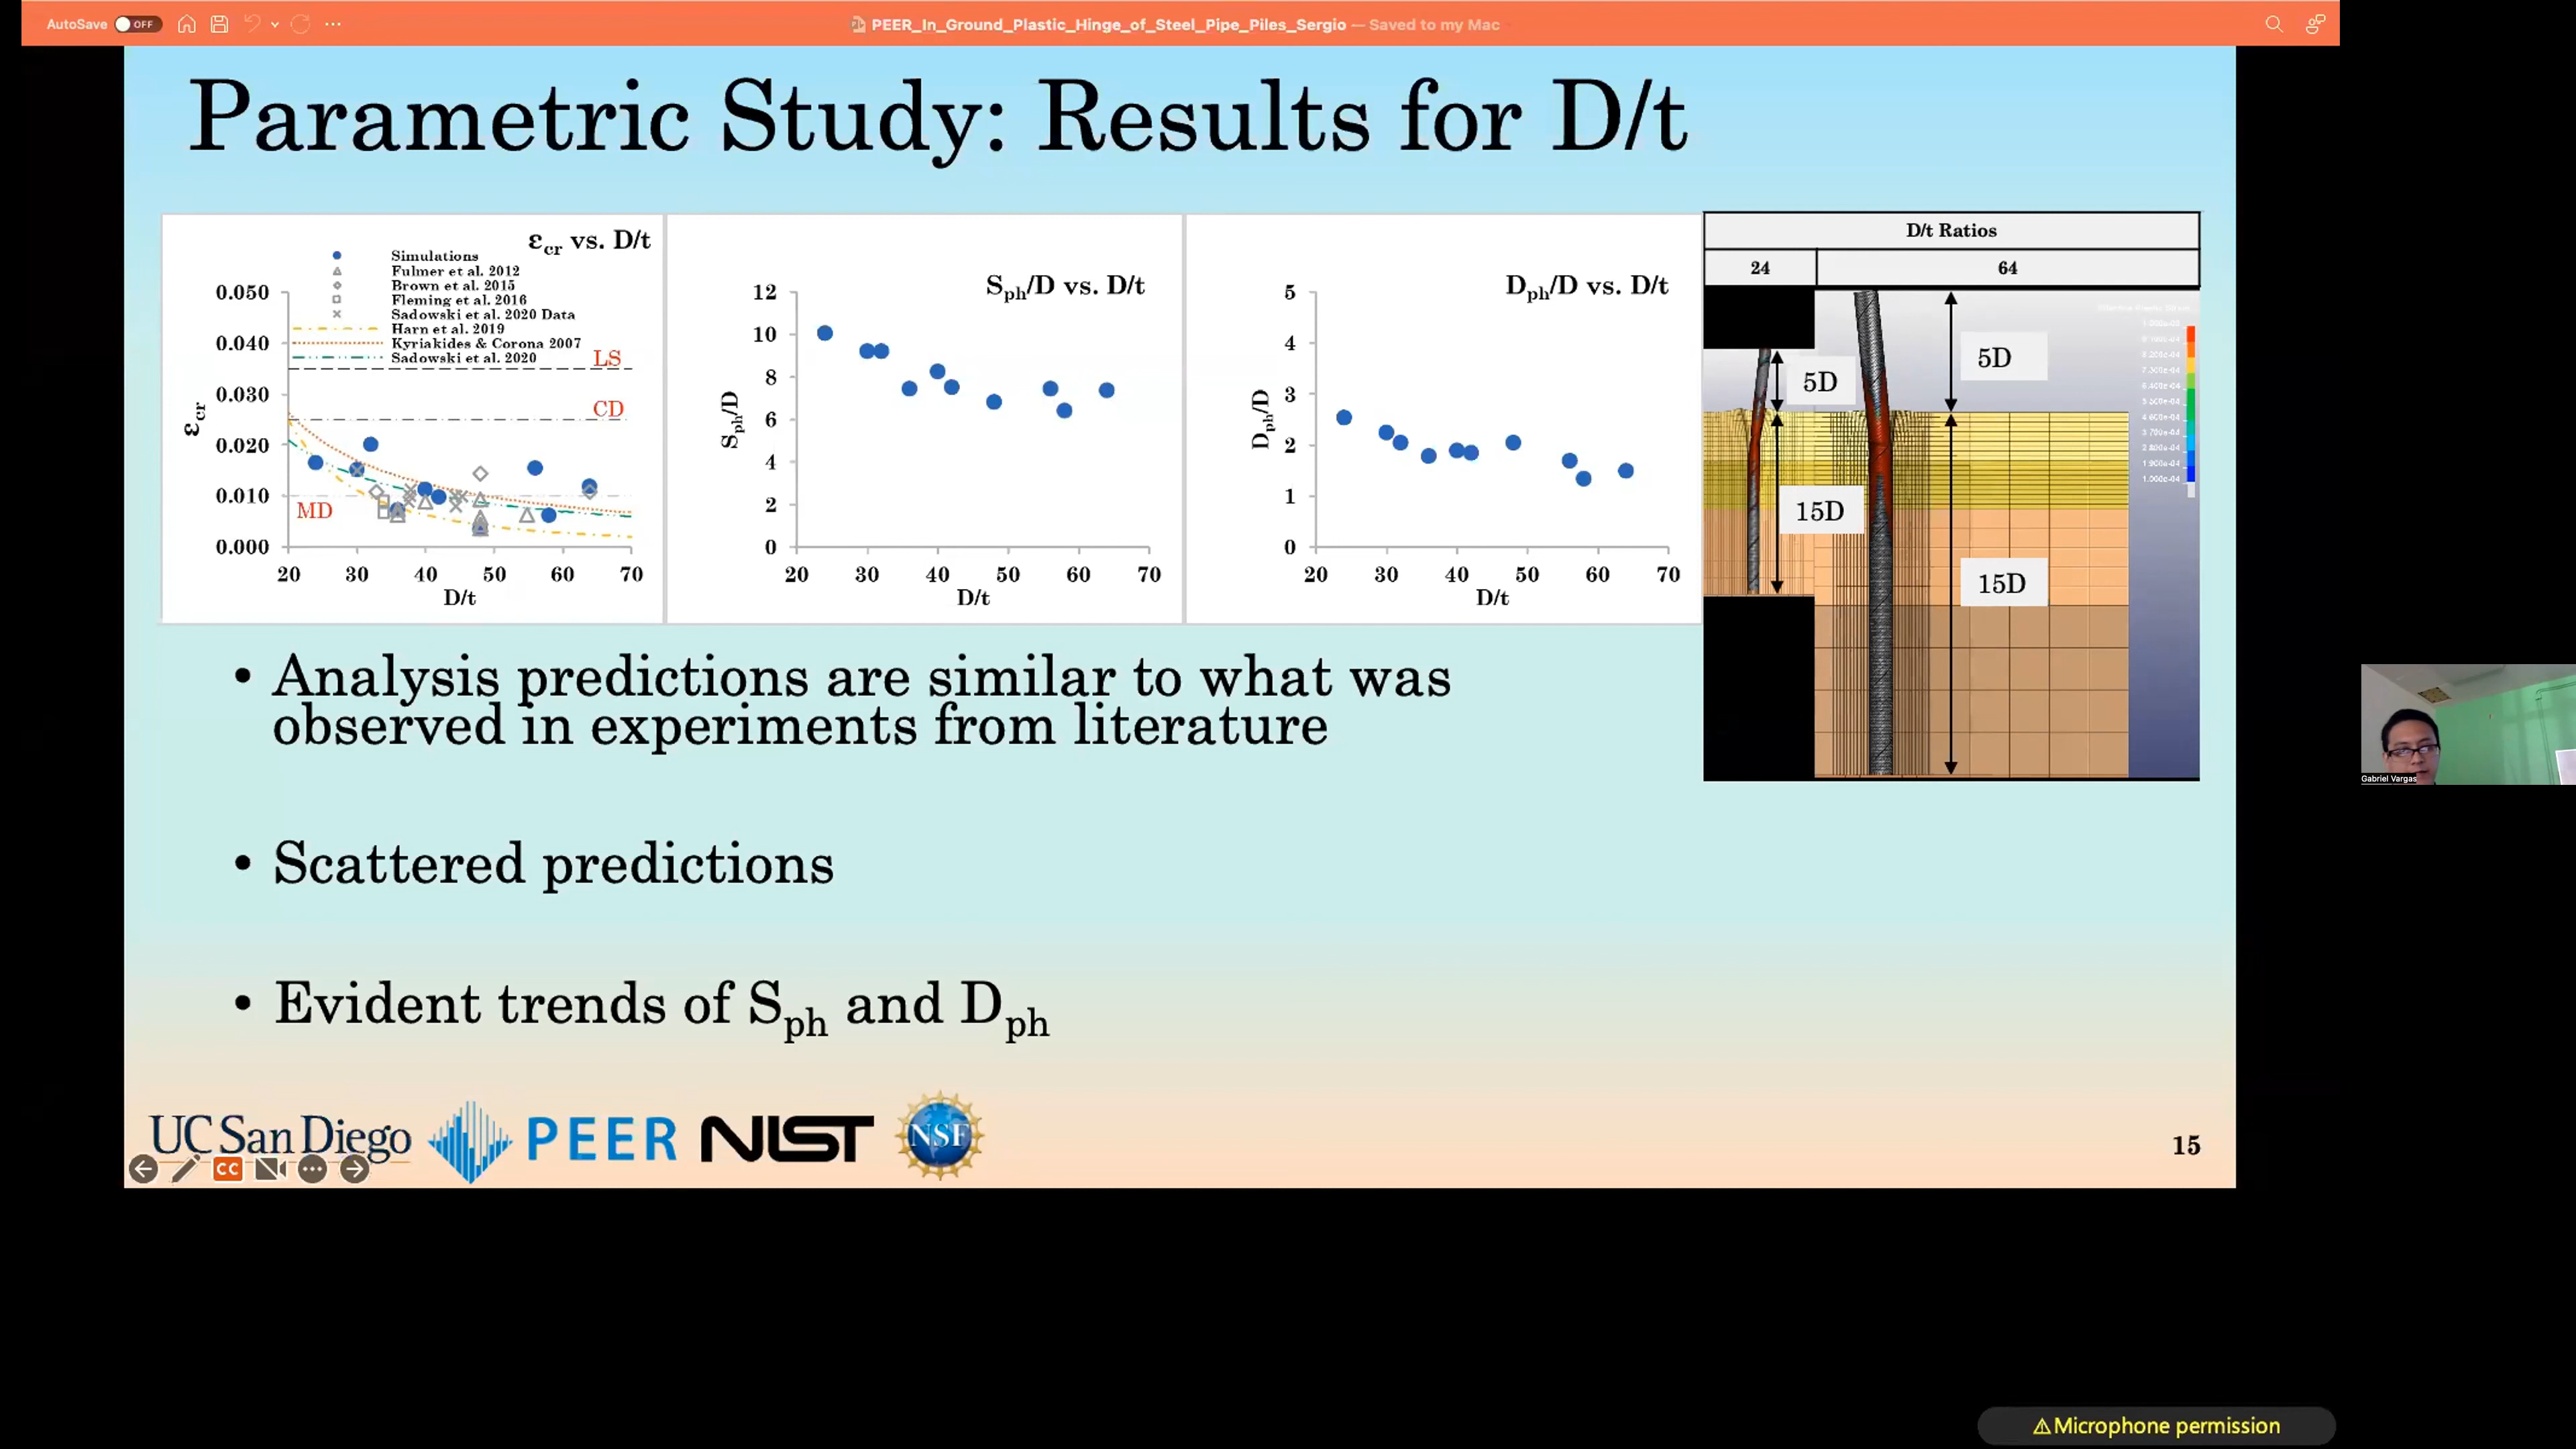 AutoSave OFF
PEER_In_Ground_Plastic_Hinge_of_Steel_Pipe_Piles_Sergio — Saved to my Mac
Parametric Study: Results for D/t
εcr vs. D/t
Simulations
Fulmer et al. 2012
Brown et al. 2015
Fleming et al. 2016
Sadowski et al. 2020 Data
Harn et al. 2019
Kyriakides & Corona 2007
Sadowski et al. 2020
LS
CD
MD
0.050
0.040
0.030
0.020
0.010
0.000
εcr
20 30 40 50 60 70
D/t
Sph/D vs. D/t
12
10
8
6
4
2
0
Sph/D
20 30 40 50 60 70
D/t
Dph/D vs. D/t
5
4
3
2
1
0
Dph/D
20 30 40 50 60 70
D/t
D/t Ratios
24 64
5D
5D
15D
15D
• Analysis predictions are similar to what was
observed in experiments from literature
• Scattered predictions
• Evident trends of Sph and Dph
UC San Diego PEER NIST NSF
CC
15
Gabriel Vargas
⚠Microphone permission